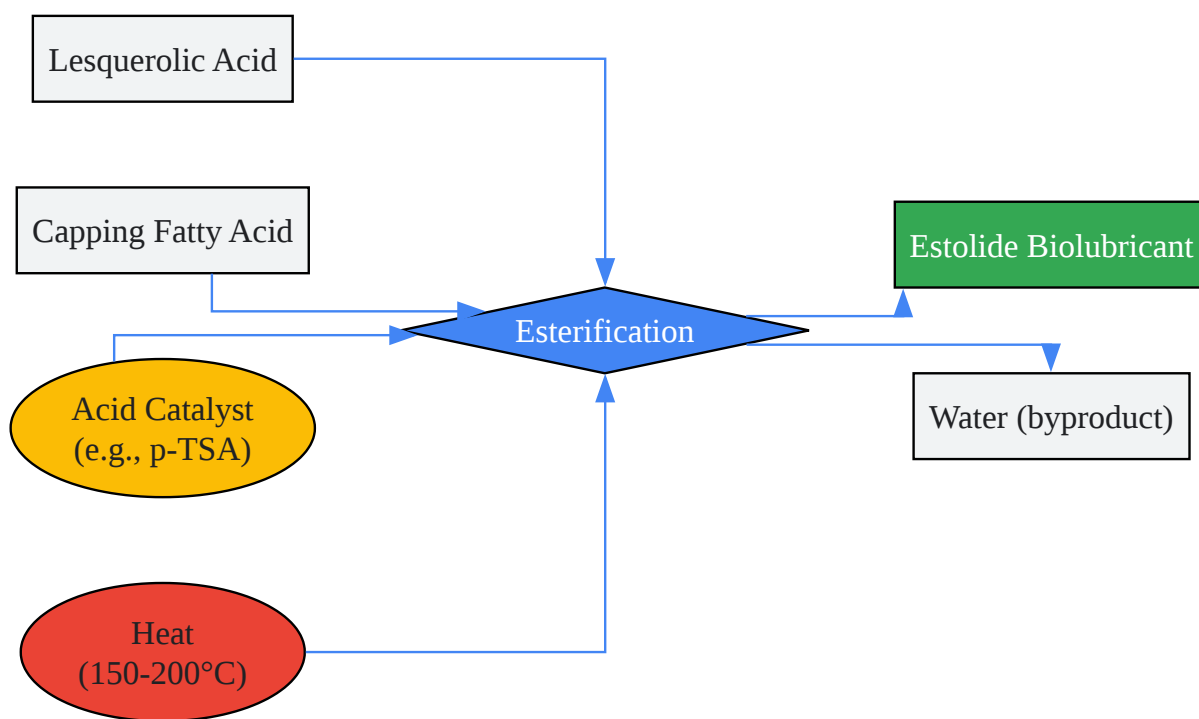 Lesquerolic Acid
Capping Fatty Acid
Acid Catalyst
(e.g., p-TSA)
Heat
(150-200°C)
Esterification
Estolide Biolubricant
Water (byproduct)